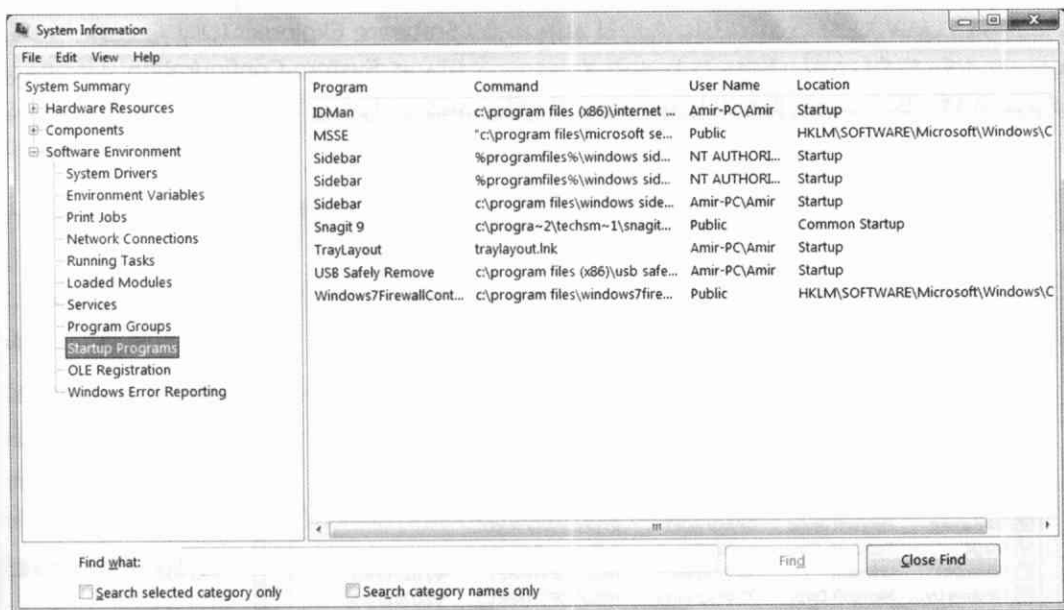 System Information
File Edit View Help
System Summary
Hardware Resources
Components
Software Environment
System Drivers
Environment Variables
Print Jobs
Network Connections
Running Tasks
Loaded Modules
Services
Program Groups
Startup Programs
OLE Registration
Windows Error Reporting
Program Command User Name Location
IDMan c:\program files (x86)\internet ... Amir-PC\Amir Startup
MSSE "c:\program files\microsoft se... Public HKLM\SOFTWARE\Microsoft\Windows\C
Sidebar %programfiles%\windows sid... NT AUTHORI... Startup
Sidebar %programfiles%\windows sid... NT AUTHORI... Startup
Sidebar c:\program files\windows side... Amir-PC\Amir Startup
Snagit 9 c:\progra~2\techsm~1\snagit... Public Common Startup
TrayLayout traylayout.lnk Amir-PC\Amir Startup
USB Safely Remove c:\program files (x86)\usb safe... Amir-PC\Amir Startup
Windows7FirewallCont... c:\program files\windows7fire... Public HKLM\SOFTWARE\Microsoft\Windows\C
Find what: Find Close Find
Search selected category only Search category names only